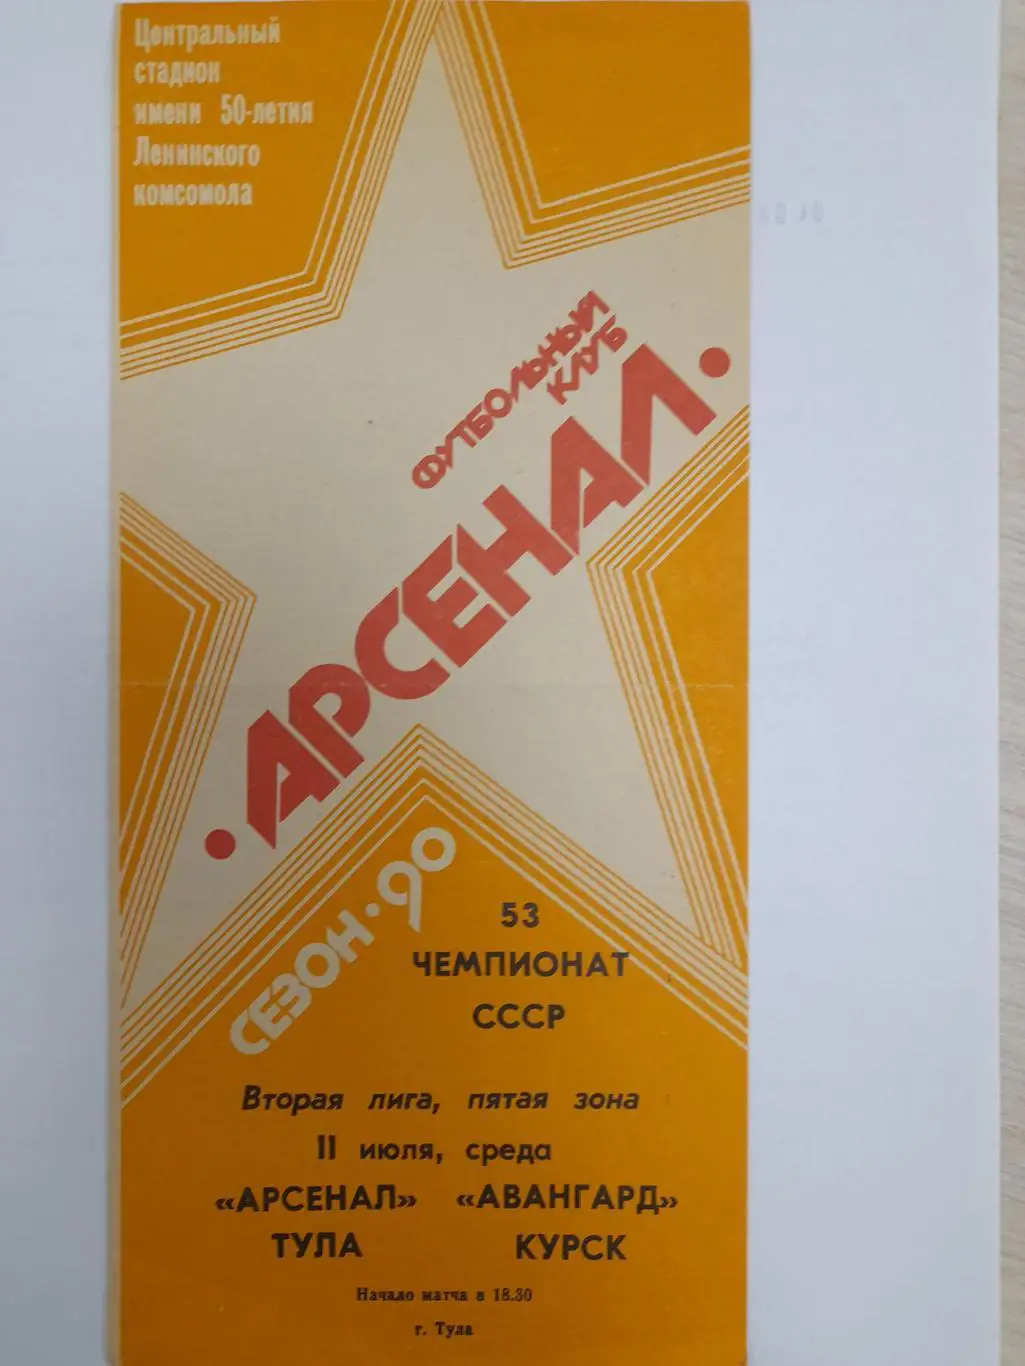 Центральный
стадион
имени 50-летия
Ленинского
комсомола
ФУТБОЛЬНЫЙ
КЛУБ
•АРСЕНАЛ•
СЕЗОН•90
53
ЧЕМПИОНАТ
СССР
Вторая лига, пятая зона
II июля, среда
«АРСЕНАЛ» «АВАНГАРД»
ТУЛА КУРСК
Начало матча в 18.30
г. Тула